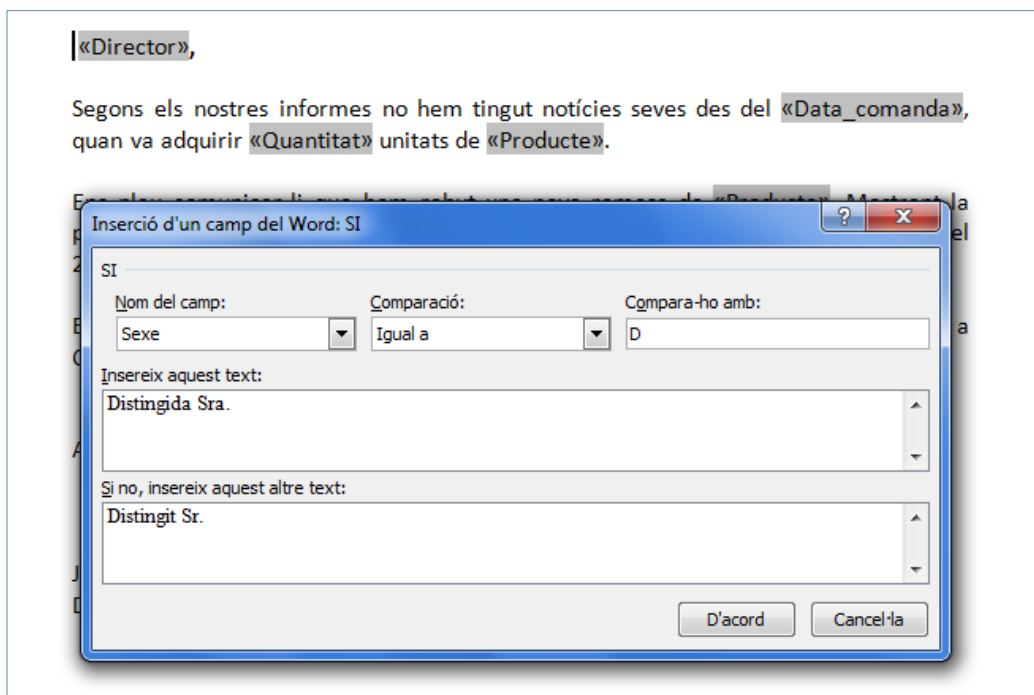 «Director»,
Segons els nostres informes no hem tingut notícies seves des del «Data_comanda»,
quan va adquirir «Quantitat» unitats de «Producte».
la
Inserció d'un camp del Word: SI
el
SI
Nom del camp:
Comparació:
Compara-ho amb:
Sexe
Igual a
D
a
Insereix aquest text:
Distingida Sra.
Si no, insereix aquest altre text:
Distingit Sr.
D'acord
Cancel·la